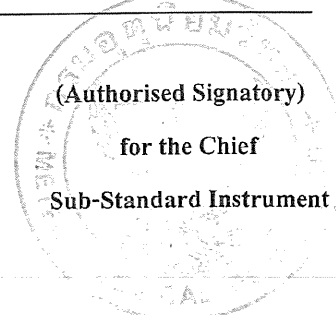 (Authorised Signatory)
for the Chief
Sub-Standard Instrument